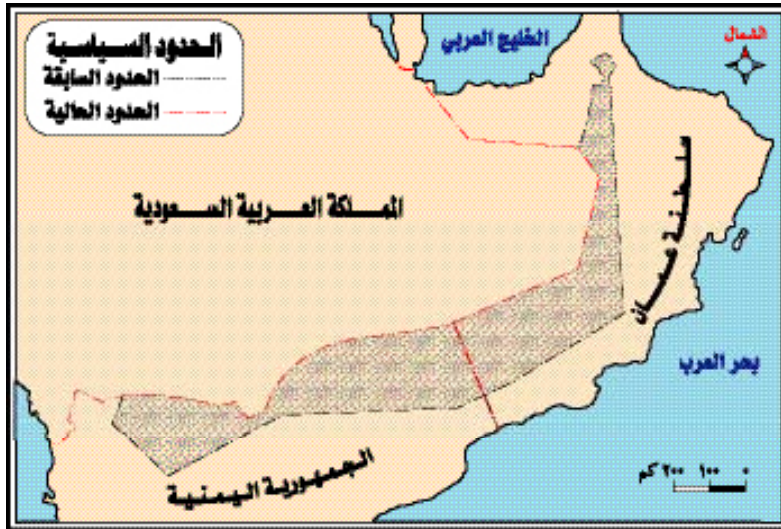 الحدود السياسية
الحدود السابقة
الحدود الحالية
الخليج العربي
الشمال
المملكة العربية السعودية
سلطنة عمان
بحر العرب
الجمهورية اليمنية
٢٠٠ ١٠٠ ٠
كم